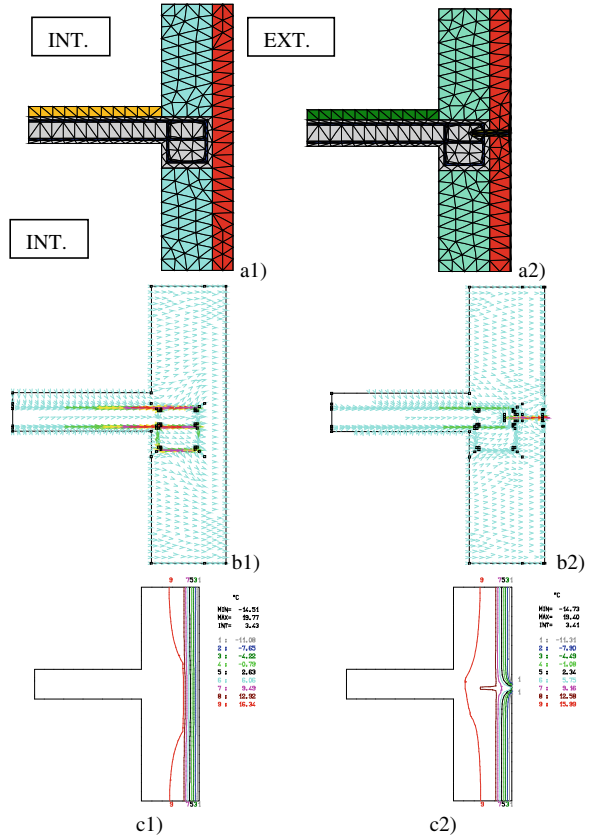 INT.
EXT.
INT.
a1)
a2)
b1)
b2)
9 7531
°C
MIN= -14.51
MAX= 19.77
INT= 3.43
1 : -11.08
2 : -7.65
3 : -4.22
4 : -0.79
5 : 2.63
6 : 6.06
7 : 9.49
8 : 12.92
9 : 16.34
9 7531
c1)
9 7531
°C
MIN= -14.73
MAX= 19.40
INT= 3.41
1 : -11.31
2 : -7.90
3 : -4.49
4 : -1.08
5 : 2.34
6 : 5.75
7 : 9.16
8 : 12.58
9 : 15.99
1
1
9 7531
c2)